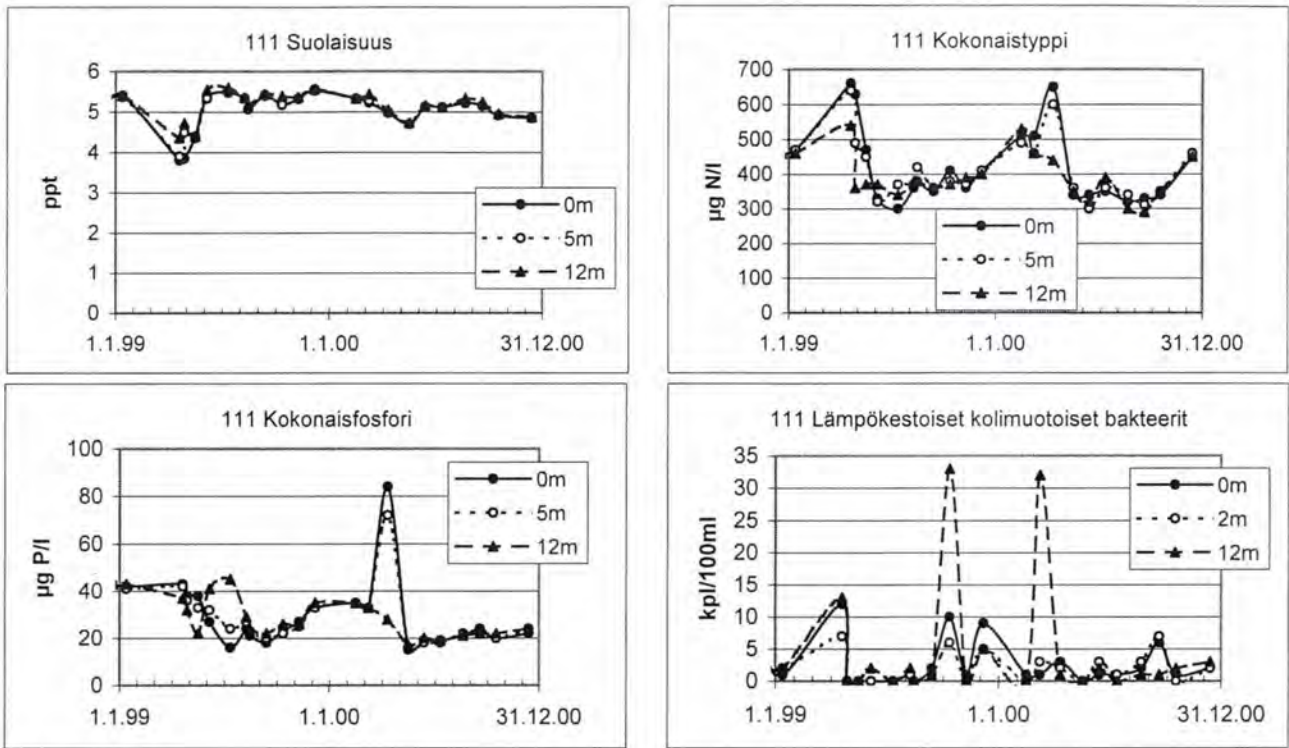 111 Suolaisuus
ppt
6
5
4
3
2
1
0
1.1.99
1.1.00
31.12.00
0m
5m
12m
111 Kokonaistyppi
µg N/l
700
600
500
400
300
200
100
0
1.1.99
1.1.00
31.12.00
0m
5m
12m
111 Kokonaisfosfori
µg P/l
100
80
60
40
20
0
1.1.99
1.1.00
31.12.00
0m
5m
12m
111 Lämpökestoiset kolimuotoiset bakteerit
kpl/100ml
35
30
25
20
15
10
5
0
1.1.99
1.1.00
31.12.00
0m
2m
12m